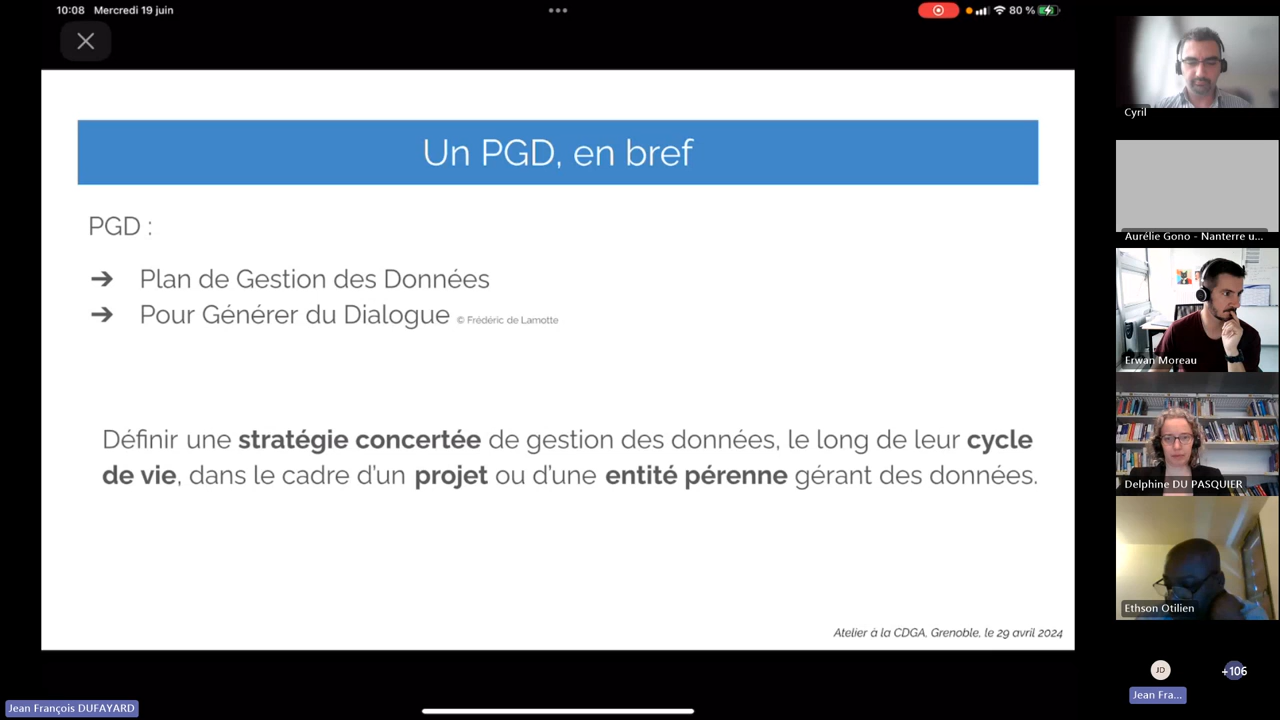 10:08 Mercredi 19 juin
80 %
Un PGD, en bref
PGD :
➔ Plan de Gestion des Données
➔ Pour Générer du Dialogue © Frédéric de Lamotte
Définir une stratégie concertée de gestion des données, le long de leur cycle
de vie, dans le cadre d'un projet ou d'une entité pérenne gérant des données.
Atelier à la CDGA, Grenoble, le 29 avril 2024
Jean François DUFAYARD
Cyril
Aurélie Gono - Nanterre u...
Erwan Moreau
Delphine DU PASQUIER
Ethson Otilien
JD
+106
Jean Fra...